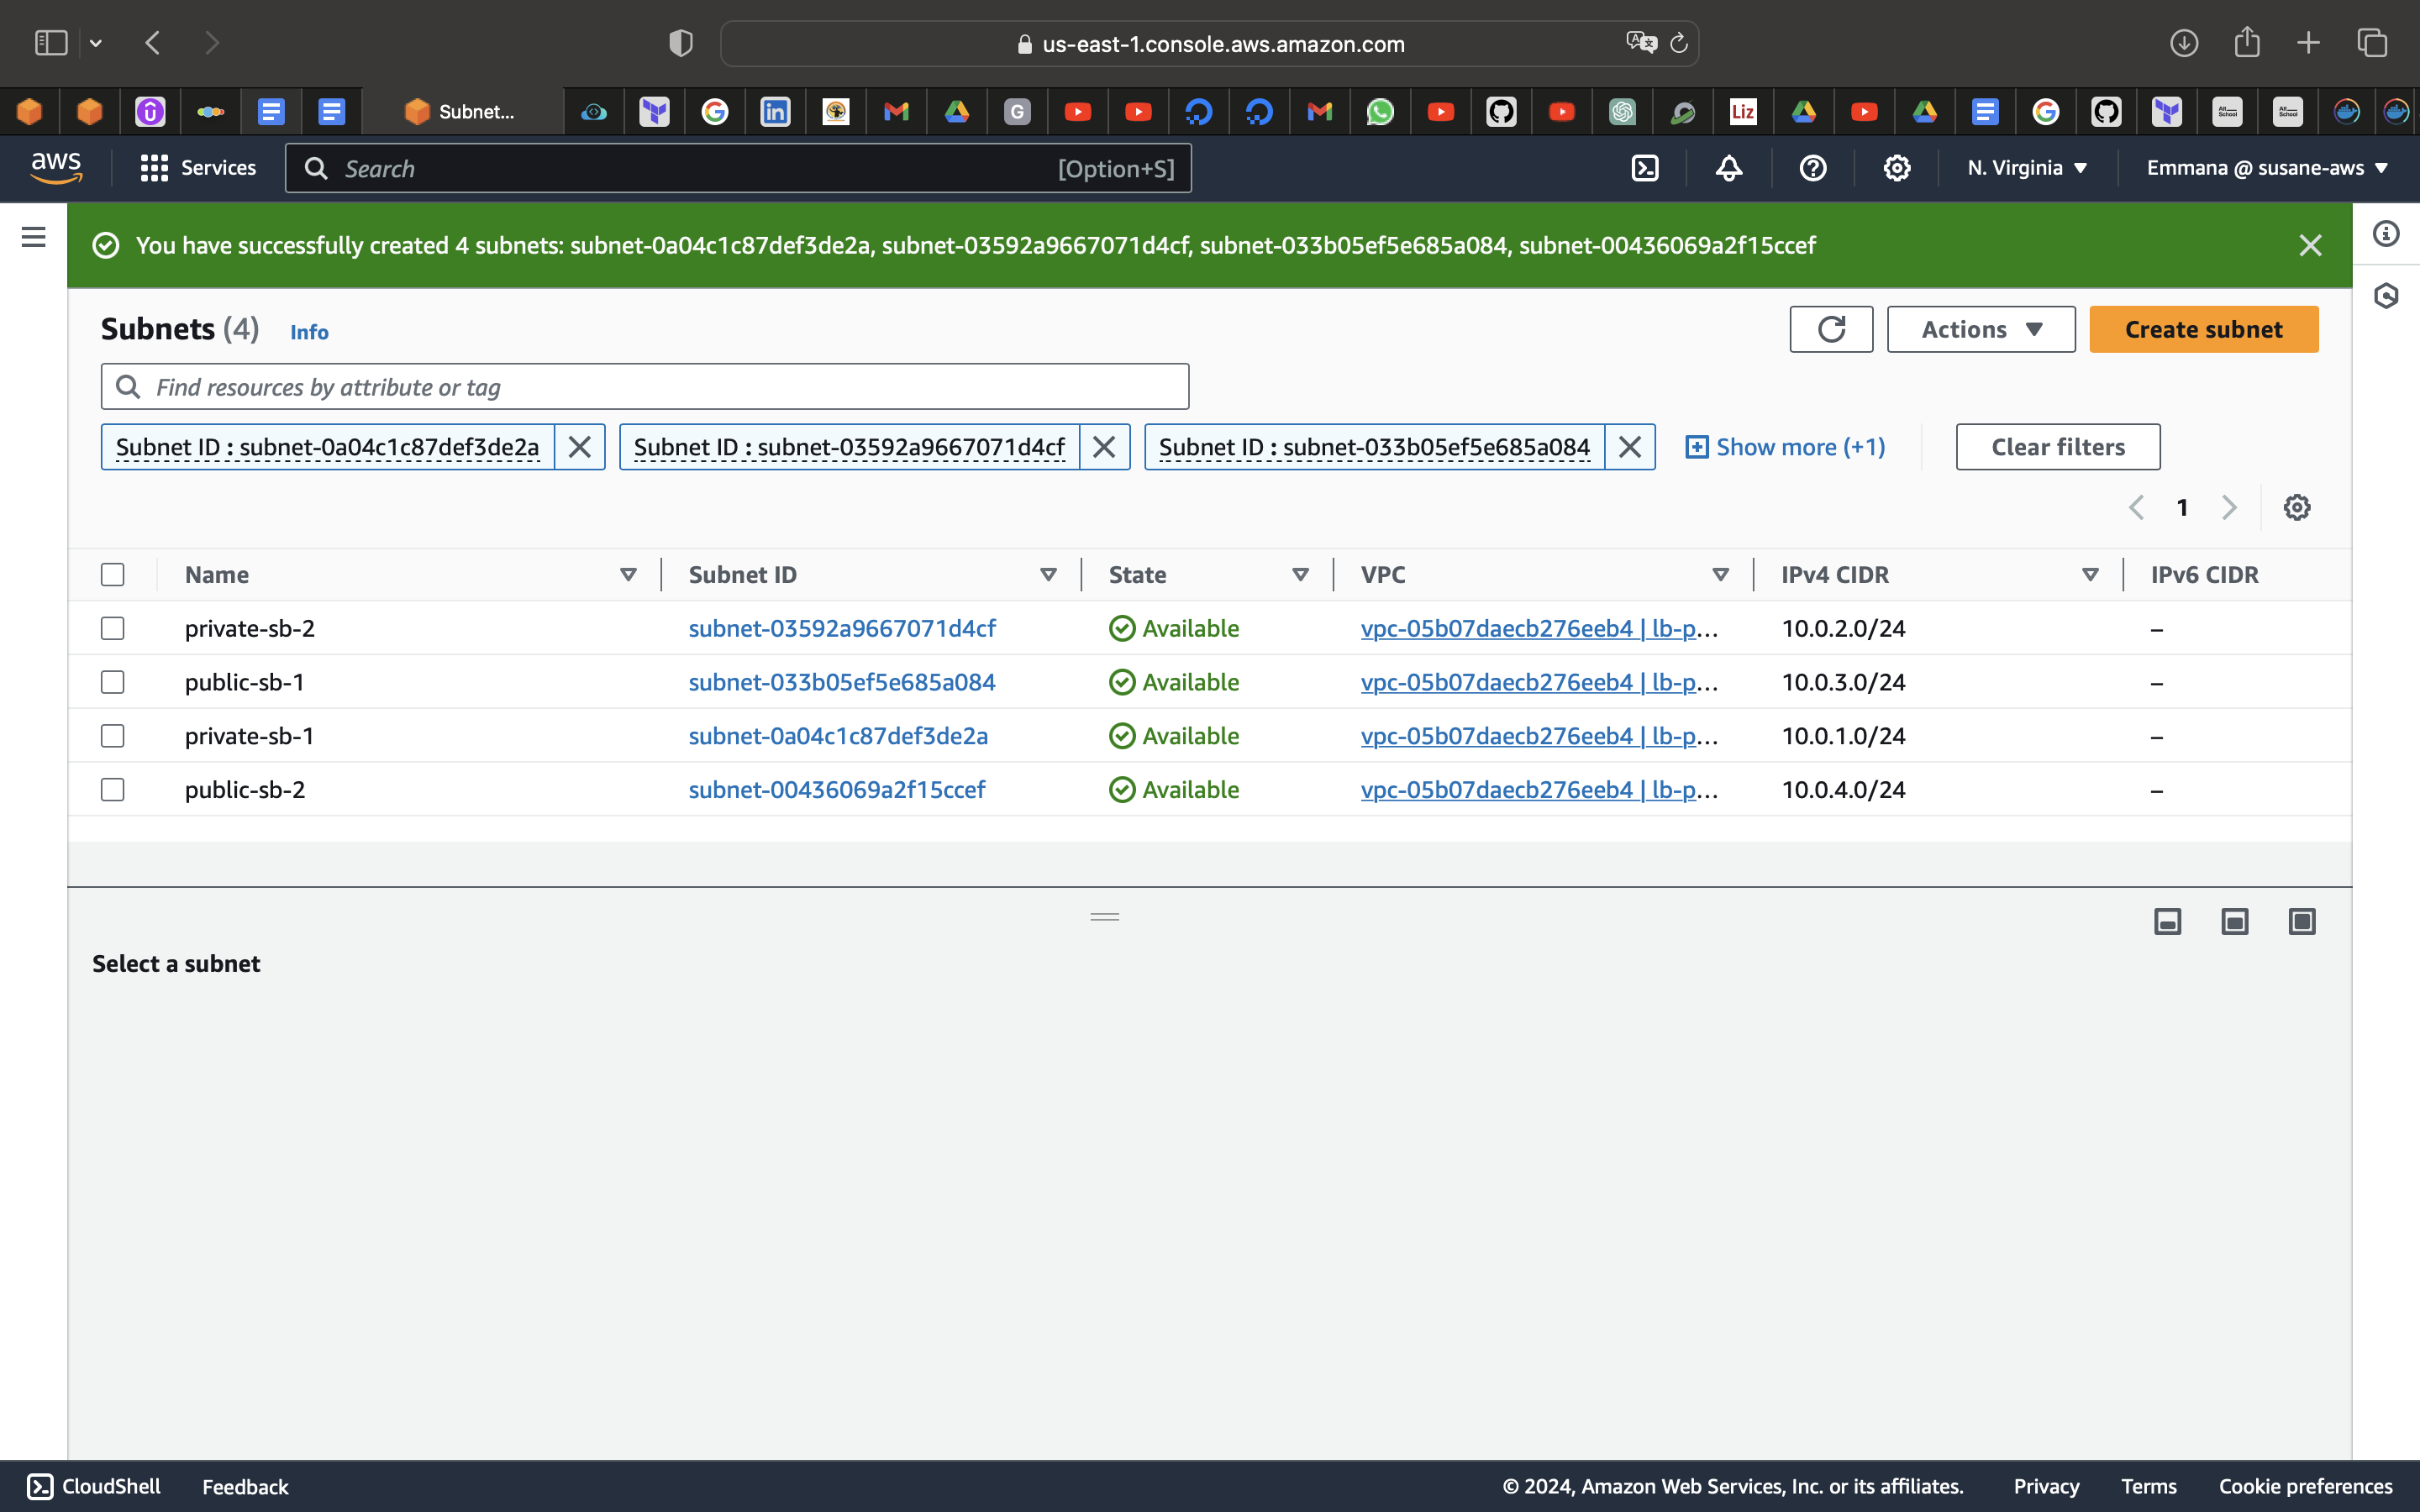 us-east-1.console.aws.amazon.com
Subnet...
G
Liz
aws
Services
Search
[Option+S]
N. Virginia
Emmana @ susane-aws
You have successfully created 4 subnets: subnet-0a04c1c87def3de2a, subnet-03592a9667071d4cf, subnet-033b05ef5e685a084, subnet-00436069a2f15ccef
Subnets (4) Info
Actions
Create subnet
Find resources by attribute or tag
Subnet ID : subnet-0a04c1c87def3de2a
Subnet ID : subnet-03592a9667071d4cf
Subnet ID : subnet-033b05ef5e685a084
Show more (+1)
Clear filters
1
Name Subnet ID State VPC IPv4 CIDR IPv6 CIDR
private-sb-2 subnet-03592a9667071d4cf Available vpc-05b07daecb276eeb4 | lb-p... 10.0.2.0/24 –
public-sb-1 subnet-033b05ef5e685a084 Available vpc-05b07daecb276eeb4 | lb-p... 10.0.3.0/24 –
private-sb-1 subnet-0a04c1c87def3de2a Available vpc-05b07daecb276eeb4 | lb-p... 10.0.1.0/24 –
public-sb-2 subnet-00436069a2f15ccef Available vpc-05b07daecb276eeb4 | lb-p... 10.0.4.0/24 –
Select a subnet
CloudShell Feedback
© 2024, Amazon Web Services, Inc. or its affiliates. Privacy Terms Cookie preferences